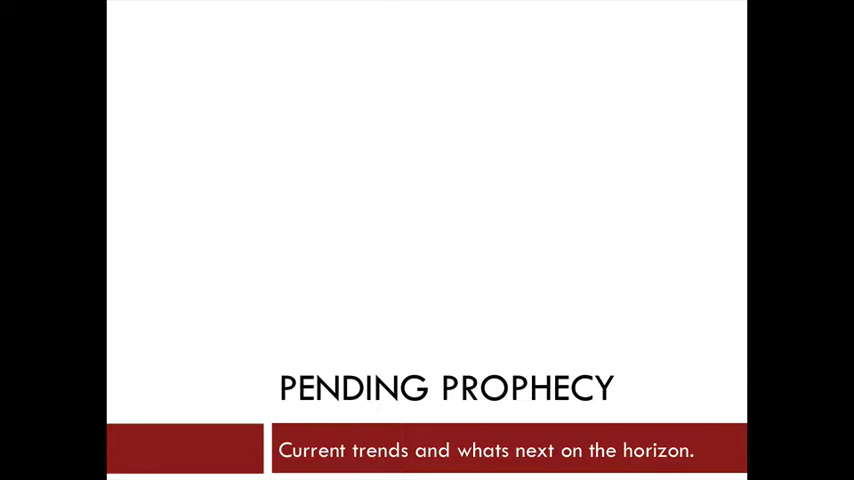 PENDING PROPHECY
Current trends and whats next on the horizon.